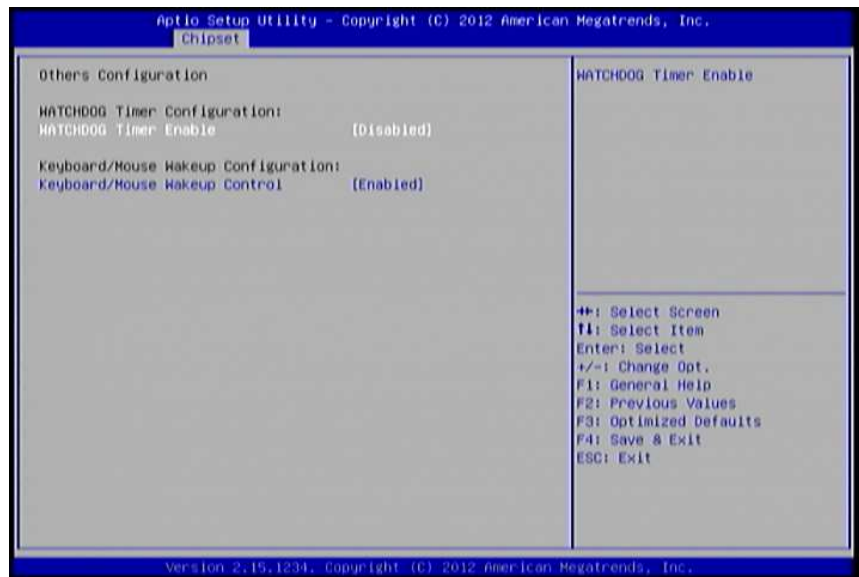 Aptio Setup Utility - Copyright (C) 2012 American Megatrends, Inc.
Chipset
Others Configuration
WATCHDOG Timer Configuration:
WATCHDOG Timer Enable [Disabled]
Keyboard/Mouse Wakeup Configuration:
Keyboard/Mouse Wakeup Control [Enabled]
WATCHDOG Timer Enable
→←: Select Screen
↑↓: Select Item
Enter: Select
+/-: Change Opt.
F1: General Help
F2: Previous Values
F3: Optimized Defaults
F4: Save & Exit
ESC: Exit
Version 2.15.1234. Copyright (C) 2012 American Megatrends, Inc.